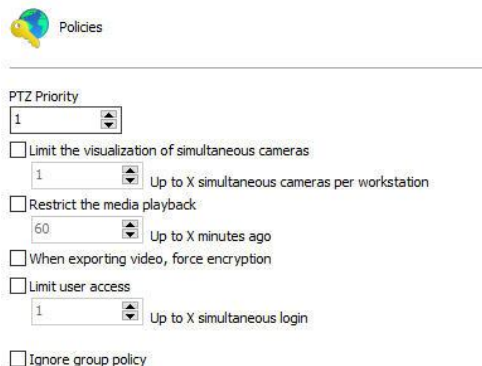 Policies
PTZ Priority
1
Limit the visualization of simultaneous cameras
1 Up to X simultaneous cameras per workstation
Restrict the media playback
60 Up to X minutes ago
When exporting video, force encryption
Limit user access
1 Up to X simultaneous login
Ignore group policy